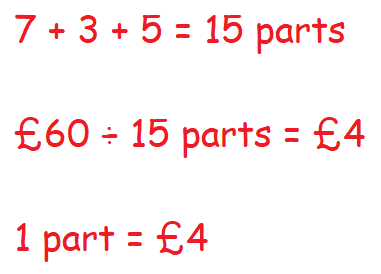 7 + 3 + 5 = 15 parts
£60 ÷ 15 parts = £4
1 part = £4